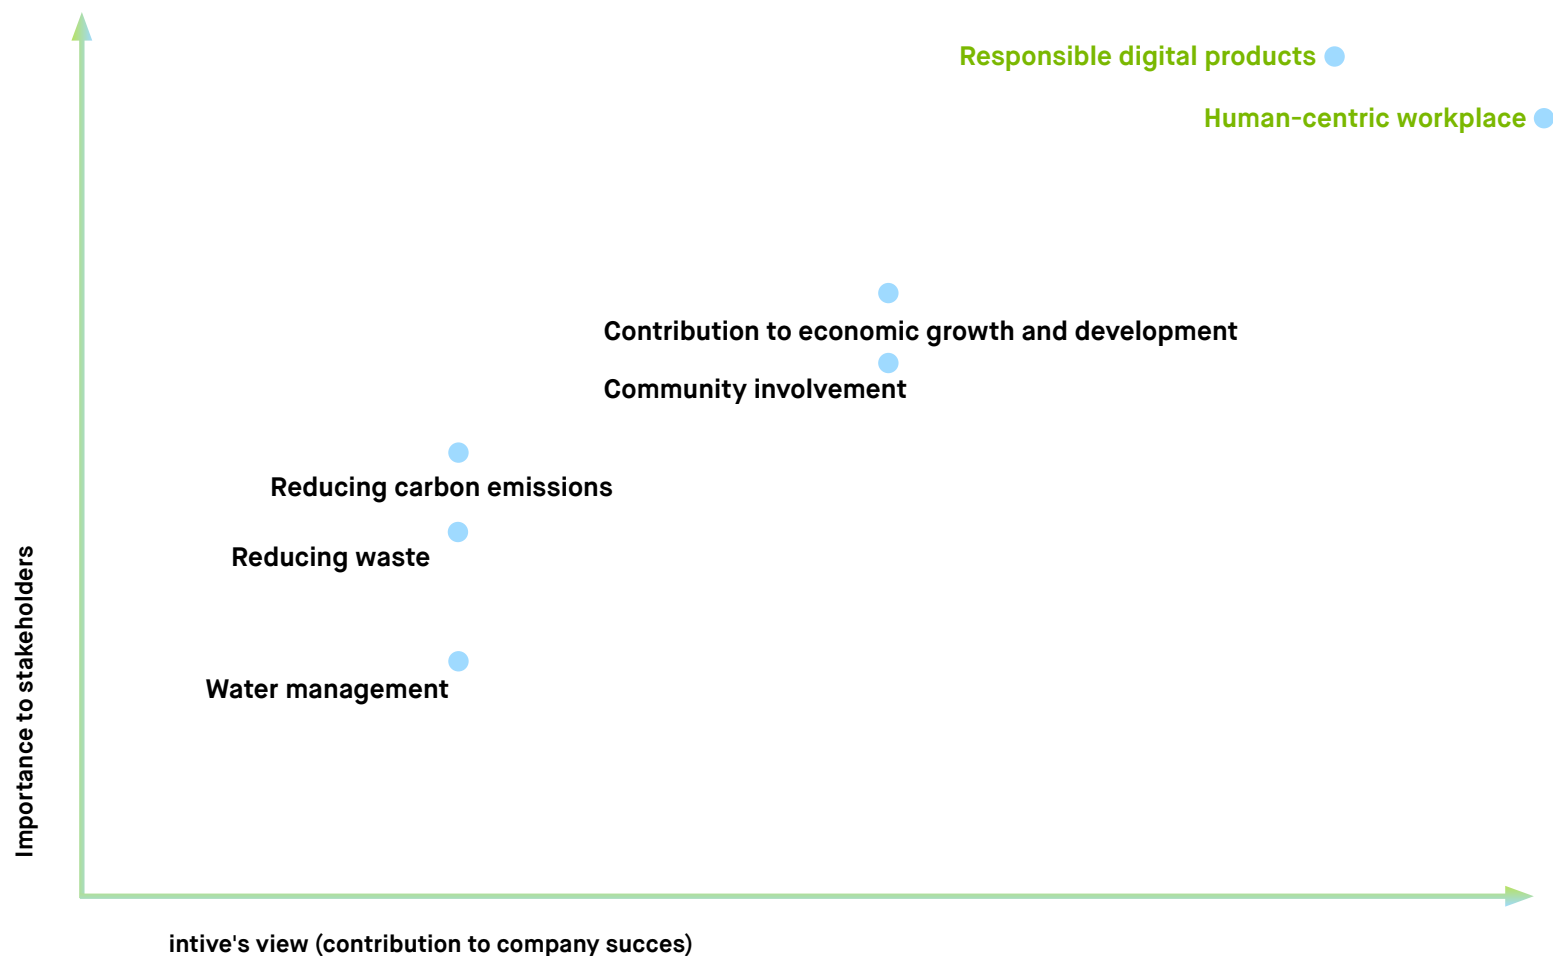 Responsible digital products
Human-centric workplace
Contribution to economic growth and development
Community involvement
Reducing carbon emissions
Reducing waste
Water management
Importance to stakeholders
intive's view (contribution to company succes)